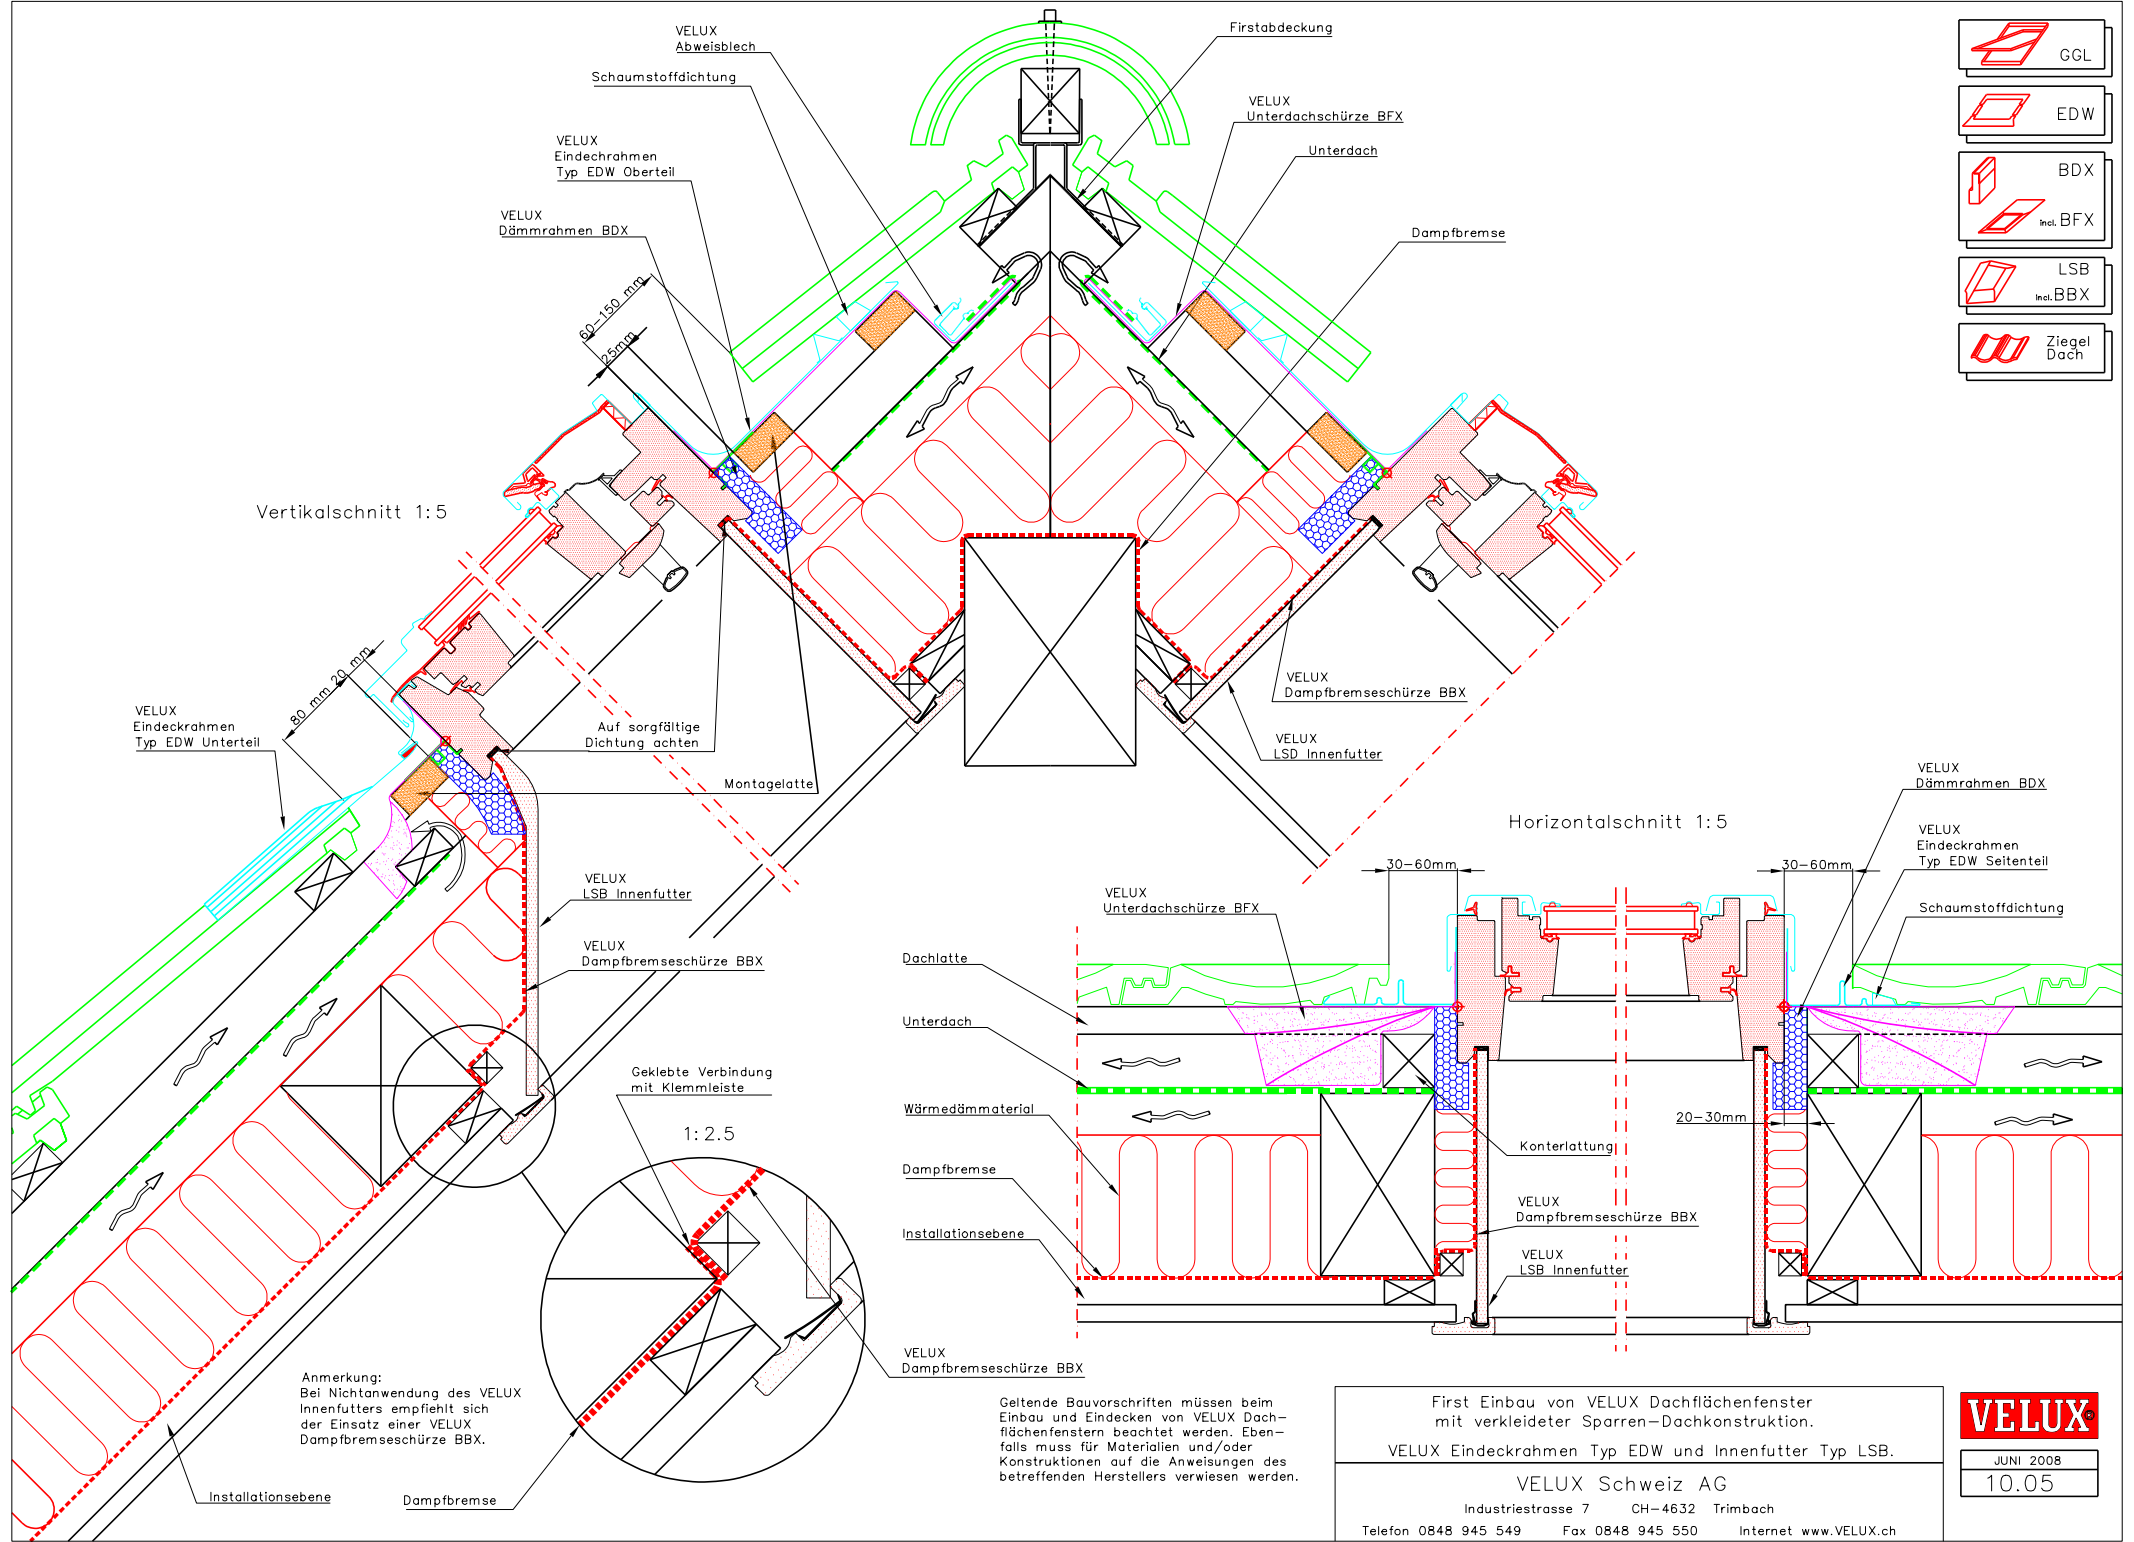 VELUX
Abweisblech
Schaumstoffdichtung
VELUX
Eindechrahmen
Typ EDW Oberteil
VELUX
Dämmrahmen BDX
60-150 mm
25mm
Firstabdeckung
VELUX
Unterdachschürze BFX
Unterdach
Dampfbremse
GGL
EDW
BDX
incl. BFX
LSB
incl. BBX
Ziegel
Dach
Vertikalschnitt 1:5
20 mm
80 mm
VELUX
Eindeckrahmen
Typ EDW Unterteil
Auf sorgfältige
Dichtung achten
Montagelatte
VELUX
Dampfbremseschürze BBX
VELUX
LSD Innenfutter
VELUX
LSB Innenfutter
VELUX
Dampfbremseschürze BBX
Geklebte Verbindung
mit Klemmleiste
1:2.5
VELUX
Dampfbremseschürze BBX
Dampfbremse
Installationsebene
Anmerkung:
Bei Nichtanwendung des VELUX
Innenfutters empfiehlt sich
der Einsatz einer VELUX
Dampfbremseschürze BBX.
Horizontalschnitt 1:5
VELUX
Dämmrahmen BDX
VELUX
Eindeckrahmen
Typ EDW Seitenteil
Schaumstoffdichtung
30-60mm
30-60mm
VELUX
Unterdachschürze BFX
Dachlatte
Unterdach
Wärmedämmaterial
Dampfbremse
Installationsebene
20-30mm
Konterlattung
VELUX
Dampfbremseschürze BBX
VELUX
LSB Innenfutter
Geltende Bauvorschriften müssen beim
Einbau und Eindecken von VELUX Dach-
flächenfenstern beachtet werden. Eben-
falls muss für Materialien und/oder
Konstruktionen auf die Anweisungen des
betreffenden Herstellers verwiesen werden.
First Einbau von VELUX Dachflächenfenster
mit verkleideter Sparren-Dachkonstruktion.
VELUX Eindeckrahmen Typ EDW und Innenfutter Typ LSB.
VELUX Schweiz AG
Industriestrasse 7 CH-4632 Trimbach
Telefon 0848 945 549 Fax 0848 945 550 Internet www.VELUX.ch
VELUX®
JUNI 2008
10.05